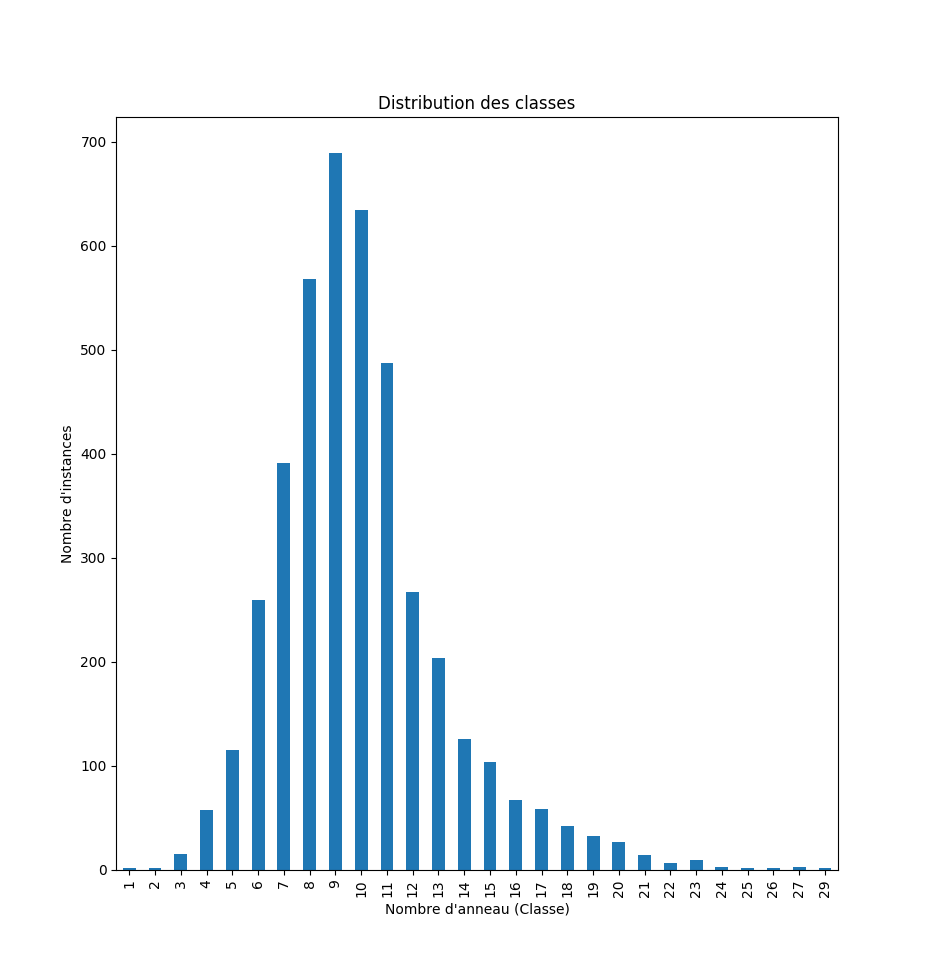 Distribution des classes
700
600
500
400
300
200
100
0
Nombre d'instances
1 2 3 4 5 6 7 8 9 10 11 12 13 14 15 16 17 18 19 20 21 22 23 24 25 26 27 29
Nombre d'anneau (Classe)